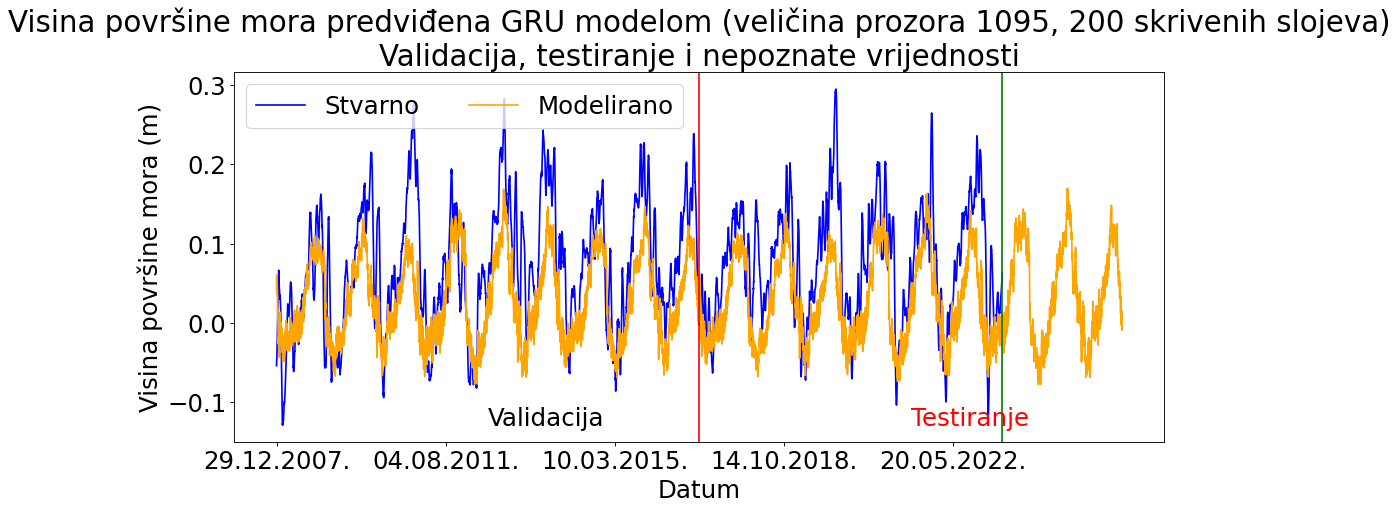 Visina površine mora predviđena GRU modelom (veličina prozora 1095, 200 skrivenih slojeva)
Validacija, testiranje i nepoznate vrijednosti
Stvarno Modelirano
Visina površine mora (m)
0.3
0.2
0.1
0.0
−0.1
Validacija
Testiranje
29.12.2007. 04.08.2011. 10.03.2015. 14.10.2018. 20.05.2022.
Datum